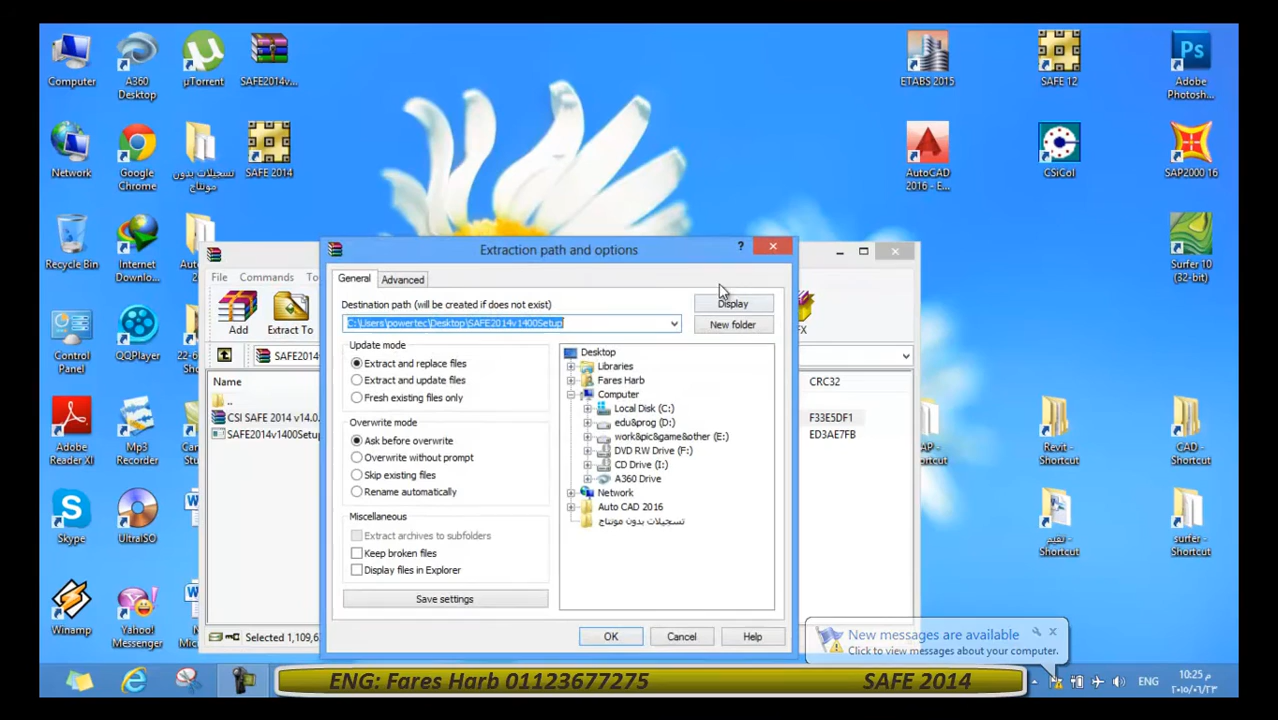 Computer
A360
Desktop
µTorrent
SAFE2014v...
ETABS 2015
SAFE 12
Adobe
Photosh...
Network
Google
Chrome
تسجيلات بدون
مونتاج
SAFE 2014
AutoCAD
2016 - E...
CSiCol
SAP2000 16
Recycle Bin
Internet
Downlo...
Surfer 10
(32-bit)
Control
Panel
QQPlayer
Adobe
Reader XI
Mp3
Recorder
Skype
UltraISO
Winamp
Yahoo!
Messenger
File Commands
Add
Extract To
SAFE2014
Name
..
CSI SAFE 2014 v14.0.
SAFE2014v1400Setup
CRC32
F33E5DF1
ED3AE7FB
Extraction path and options
?
General
Advanced
Destination path (will be created if does not exist)
Display
C:\Users\powertec\Desktop\SAFE2014v1400Setup
New folder
Update mode
Extract and replace files
Extract and update files
Fresh existing files only
Overwrite mode
Ask before overwrite
Overwrite without prompt
Skip existing files
Rename automatically
Miscellaneous
Extract archives to subfolders
Keep broken files
Display files in Explorer
Save settings
Desktop
Libraries
Fares Harb
Computer
Local Disk (C:)
edu&prog (D:)
work&pic&game&other (E:)
DVD RW Drive (F:)
CD Drive (I:)
A360 Drive
Network
Auto CAD 2016
تسجيلات بدون مونتاج
OK
Cancel
Help
Revit -
Shortcut
CAD -
Shortcut
Shortcut
surfer -
Shortcut
New messages are available
Click to view messages about your computer.
ENG: Fares Harb 01123677275
SAFE 2014
ENG
م 10:25
٢٠١٥/٠٦/٢٣